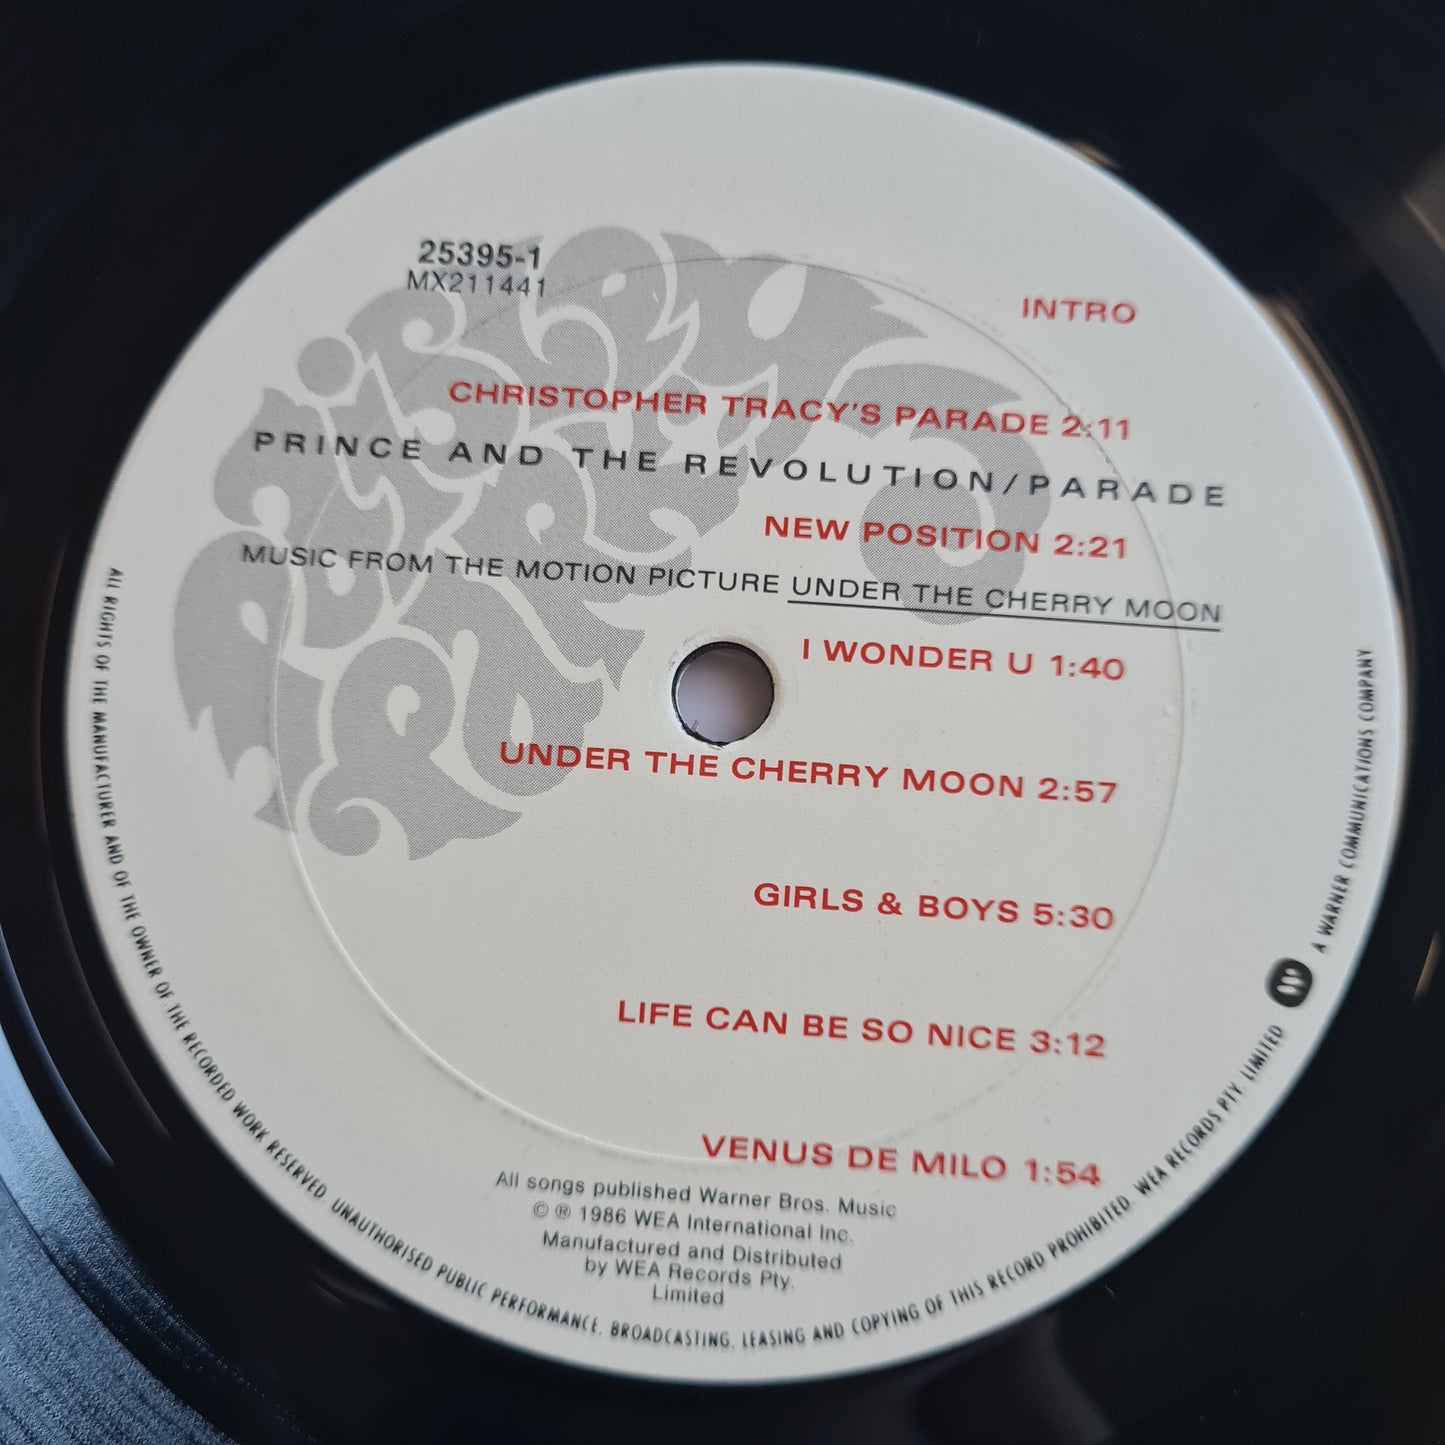 25395-1
MX211441
INTRO
CHRISTOPHER TRACY'S PARADE 2:11
PRINCE AND THE REVOLUTION/PARADE
NEW POSITION 2:21
MUSIC FROM THE MOTION PICTURE UNDER THE CHERRY MOON
I WONDER U 1:40
UNDER THE CHERRY MOON 2:57
GIRLS & BOYS 5:30
LIFE CAN BE SO NICE 3:12
VENUS DE MILO 1:54
All songs published Warner Bros. Music
© ℗ 1986 WEA International Inc.
Manufactured and Distributed
by WEA Records Pty.
Limited
ALL RIGHTS OF THE MANUFACTURER AND OF THE OWNER OF THE RECORDED WORK RESERVED. UNAUTHORISED PUBLIC PERFORMANCE, BROADCASTING, LEASING AND COPYING OF THIS RECORD PROHIBITED. WEA RECORDS PTY. LIMITED A WARNER COMMUNICATIONS COMPANY